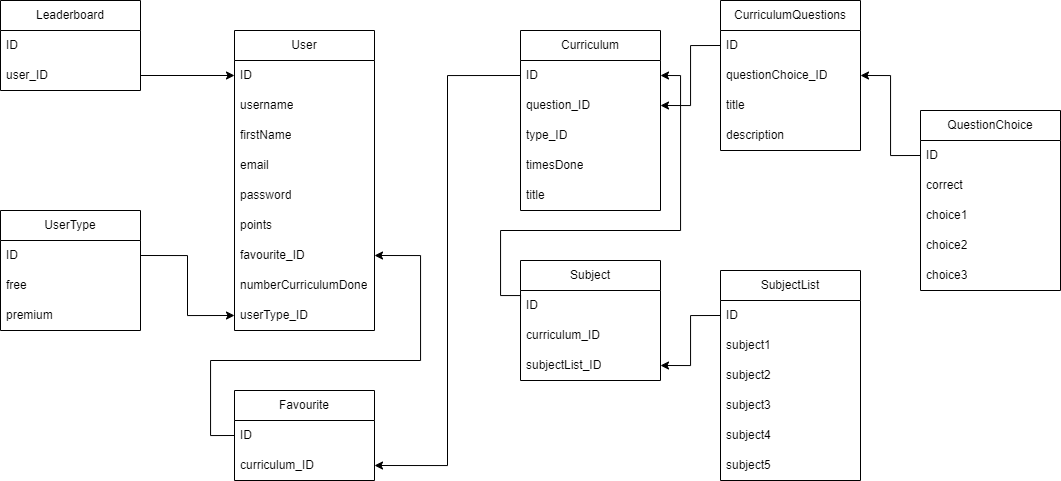 Leaderboard
ID
user_ID
User
ID
username
firstName
email
password
points
favourite_ID
numberCurriculumDone
userType_ID
UserType
ID
free
premium
Favourite
ID
curriculum_ID
Curriculum
ID
question_ID
type_ID
timesDone
title
Subject
ID
curriculum_ID
subjectList_ID
CurriculumQuestions
ID
questionChoice_ID
title
description
SubjectList
ID
subject1
subject2
subject3
subject4
subject5
QuestionChoice
ID
correct
choice1
choice2
choice3